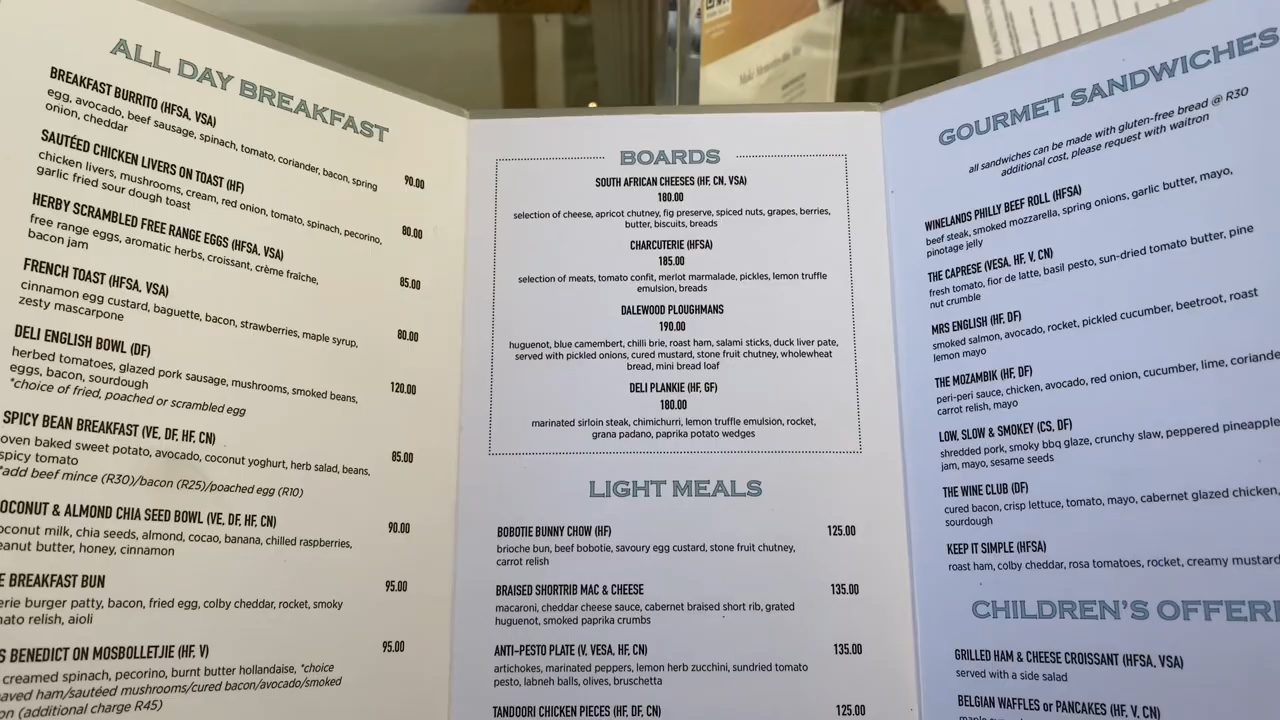 ALL DAY BREAKFAST
BREAKFAST BURRITO (HFSA, VSA)
egg, avocado, beef sausage, spinach, tomato, coriander, bacon, spring
onion, cheddar
90.00
SAUTÉED CHICKEN LIVERS ON TOAST (HF)
chicken livers, mushrooms, cream, red onion, tomato, spinach, pecorino,
garlic fried sour dough toast
80.00
HERBY SCRAMBLED FREE RANGE EGGS (HFSA, VSA)
free range eggs, aromatic herbs, croissant, crème fraîche,
bacon jam
85.00
FRENCH TOAST (HFSA, VSA)
cinnamon egg custard, baguette, bacon, strawberries, maple syrup,
zesty mascarpone
80.00
DELI ENGLISH BOWL (DF)
herbed tomatoes, glazed pork sausage, mushrooms, smoked beans,
eggs, bacon, sourdough
*choice of fried, poached or scrambled egg
120.00
SPICY BEAN BREAKFAST (VE, DF, HF, CN)
oven baked sweet potato, avocado, coconut yoghurt, herb salad, beans,
spicy tomato
*add beef mince (R30)/bacon (R25)/poached egg (R10)
85.00
OCONUT & ALMOND CHIA SEED BOWL (VE, DF, HF, CN)
oconut milk, chia seeds, almond, cocao, banana, chilled raspberries,
eanut butter, honey, cinnamon
90.00
E BREAKFAST BUN
erie burger patty, bacon, fried egg, colby cheddar, rocket, smoky
mato relish, aioli
95.00
S BENEDICT ON MOSBOLLETJIE (HF, V)
creamed spinach, pecorino, burnt butter hollandaise, *choice
aved ham/sautéed mushrooms/cured bacon/avocado/smoked
on (additional charge R45)
95.00
BOARDS
SOUTH AFRICAN CHEESES (HF, CN, VSA)
180.00
selection of cheese, apricot chutney, fig preserve, spiced nuts, grapes, berries,
butter, biscuits, breads
CHARCUTERIE (HFSA)
185.00
selection of meats, tomato confit, merlot marmalade, pickles, lemon truffle
emulsion, breads
DALEWOOD PLOUGHMANS
190.00
huguenot, blue camembert, chilli brie, roast ham, salami sticks, duck liver pate,
served with pickled onions, cured mustard, stone fruit chutney, wholewheat
bread, mini bread loaf
DELI PLANKIE (HF, GF)
180.00
marinated sirloin steak, chimichurri, lemon truffle emulsion, rocket,
grana padano, paprika potato wedges
LIGHT MEALS
BOBOTIE BUNNY CHOW (HF)
125.00
brioche bun, beef bobotie, savoury egg custard, stone fruit chutney,
carrot relish
BRAISED SHORTRIB MAC & CHEESE
135.00
macaroni, cheddar cheese sauce, cabernet braised short rib, grated
huguenot, smoked paprika crumbs
ANTI-PESTO PLATE (V, VESA, HF, CN)
135.00
artichokes, marinated peppers, lemon herb zucchini, sundried tomato
pesto, labneh balls, olives, bruschetta
TANDOORI CHICKEN PIECES (HF, DF, CN)
125.00
GOURMET SANDWICHES
all sandwiches can be made with gluten-free bread @ R30
additional cost, please request with waitron
WINELANDS PHILLY BEEF ROLL (HFSA)
beef steak, smoked mozzarella, spring onions, garlic butter, mayo,
pinotage jelly
THE CAPRESE (VESA, HF, V, CN)
fresh tomato, fior de latte, basil pesto, sun-dried tomato butter, pine
nut crumble
MRS ENGLISH (HF, DF)
smoked salmon, avocado, rocket, pickled cucumber, beetroot, roast
lemon mayo
THE MOZAMBIK (HF, DF)
peri-peri sauce, chicken, avocado, red onion, cucumber, lime, coriande
carrot relish, mayo
LOW, SLOW & SMOKEY (CS, DF)
shredded pork, smoky bbq glaze, crunchy slaw, peppered pineapple
jam, mayo, sesame seeds
THE WINE CLUB (DF)
cured bacon, crisp lettuce, tomato, mayo, cabernet glazed chicken,
sourdough
KEEP IT SIMPLE (HFSA)
roast ham, colby cheddar, rosa tomatoes, rocket, creamy mustard
CHILDREN'S OFFERI
GRILLED HAM & CHEESE CROISSANT (HFSA, VSA)
served with a side salad
BELGIAN WAFFLES or PANCAKES (HF, V, CN)